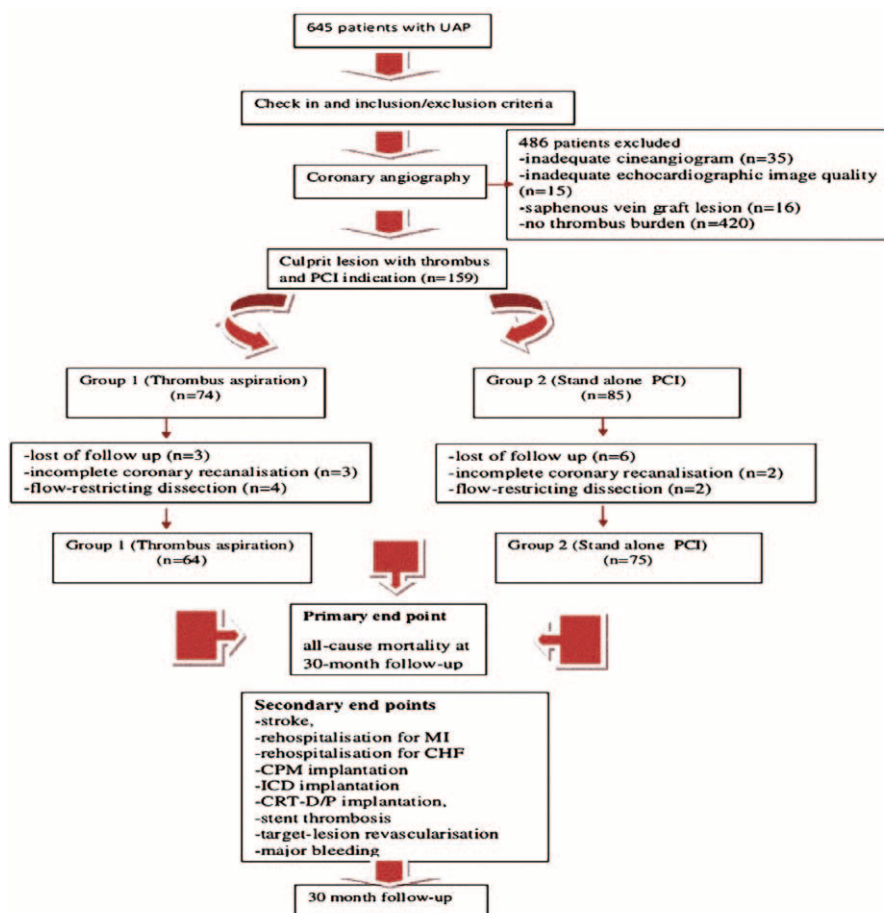 645 patients with UAP
Check in and inclusion/exclusion criteria
Coronary angiography
486 patients excluded
-inadequate cineangiogram (n=35)
-inadequate echocardiographic image quality
(n=15)
-saphenous vein graft lesion (n=16)
-no thrombus burden (n=420)
Culprit lesion with thrombus
and PCI indication (n=159)
Group 1 (Thrombus aspiration)
(n=74)
Group 2 (Stand alone PCI)
(n=85)
-lost of follow up (n=3)
-incomplete coronary recanalisation (n=3)
-flow-restricting dissection (n=4)
-lost of follow up (n=6)
-incomplete coronary recanalisation (n=2)
-flow-restricting dissection (n=2)
Group 1 (Thrombus aspiration)
(n=64)
Group 2 (Stand alone PCI)
(n=75)
Primary end point
all-cause mortality at
30-month follow-up
Secondary end points
-stroke,
-rehospitalisation for MI
-rehospitalisation for CHF
-CPM implantation
-ICD implantation
-CRT-D/P implantation,
-stent thrombosis
-target-lesion revascularisation
-major bleeding
30 month follow-up